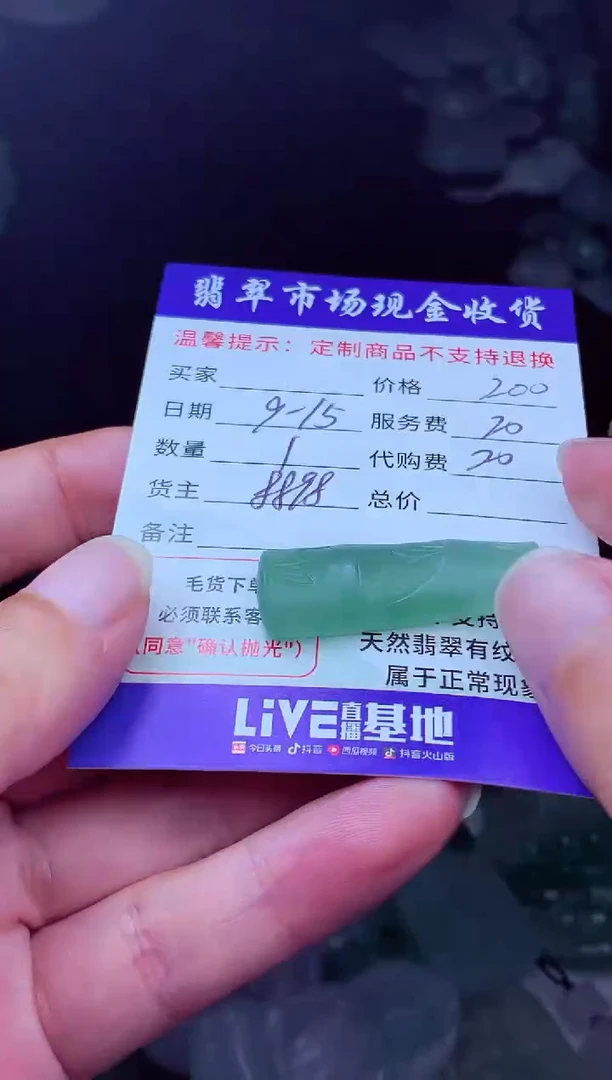 翡翠市场现金收货
温馨提示：定制商品不支持退换
买家 价格 200
日期 9-15 服务费 20
数量 1 代购费 20
货主 8898 总价
备注
毛货下单
必须联系客
同意"确认抛光"）
支持
天然翡翠有纹
属于正常现象
LiVE直播基地
今日头条 抖音 西瓜视频 抖音火山版